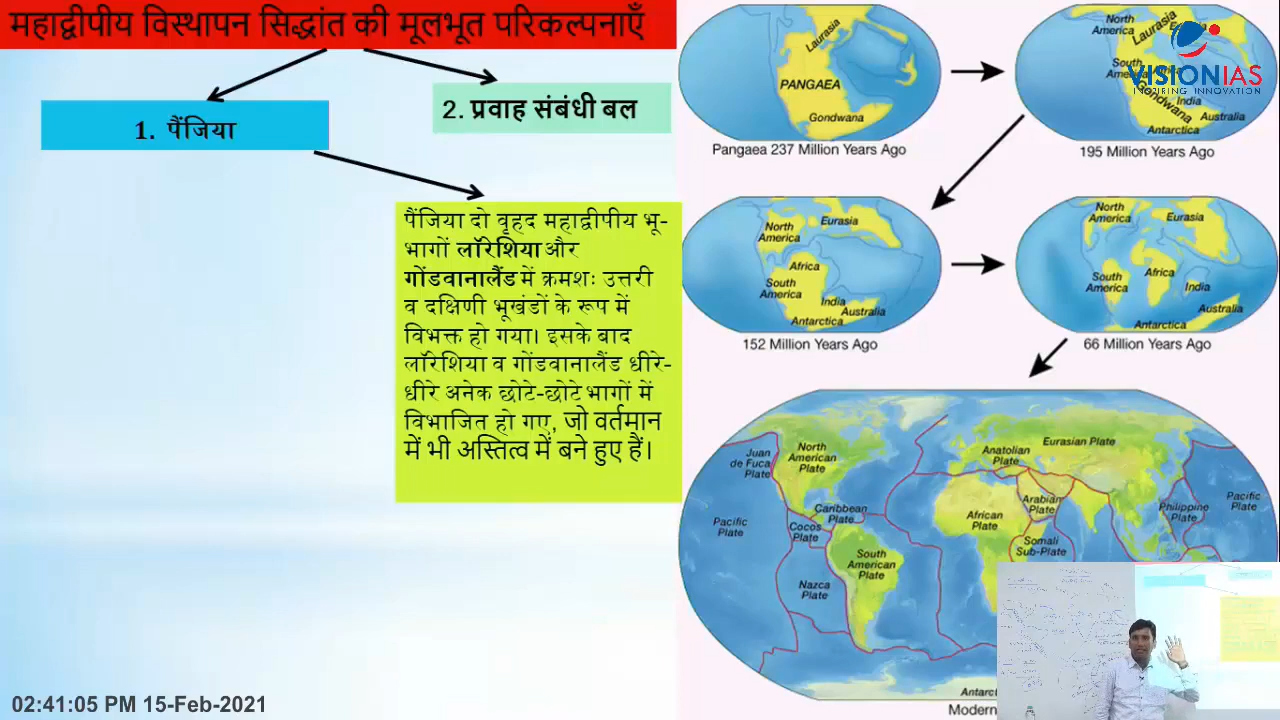 महाद्वीपीय विस्थापन सिद्धांत की मूलभूत परिकल्पनाएँ
1. पैंजिया
2. प्रवाह संबंधी बल
पैंजिया दो वृहद महाद्वीपीय भू-
भागों लॉरेशिया और
गोंडवानालैंड में क्रमशः उत्तरी
व दक्षिणी भूखंडों के रूप में
विभक्त हो गया। इसके बाद
लॉरेशिया व गोंडवानालैंड धीरे-
धीरे अनेक छोटे-छोटे भागों में
विभाजित हो गए, जो वर्तमान
में भी अस्तित्व में बने हुए हैं।
Laurasia
PANGAEA
Gondwana
Pangaea 237 Million Years Ago
North
America
Laurasia
VISIONIAS
INSPIRING INNOVATION
South
Gondwana
India
Australia
Antarctica
195 Million Years Ago
North
America
Eurasia
Africa
South
America
India
Australia
Antarctica
152 Million Years Ago
North
America
Eurasia
South
America
Africa
India
Australia
Antarctica
66 Million Years Ago
Juan
de Fuca
Plate
North
American
Plate
Anatolian
Plate
Eurasian Plate
Pacific
Plate
Cocos
Plate
Caribbean
Plate
African
Plate
Arabian
Plate
Philippine
Plate
Pacific
Plate
Somali
Sub-Plate
Nazca
Plate
South
American
Plate
Antarc
Modern
02:41:05 PM 15-Feb-2021